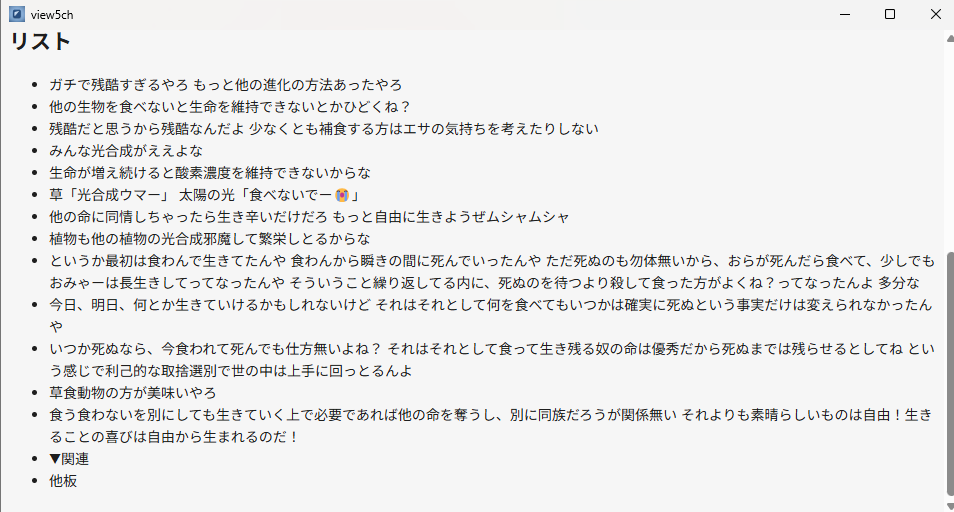 view5ch
リスト
ガチで残酷すぎるやろ もっと他の進化の方法あったやろ
他の生物を食べないと生命を維持できないとかひどくね？
残酷だと思うから残酷なんだよ 少なくとも補食する方はエサの気持ちを考えたりしない
みんな光合成がええよな
生命が増え続けると酸素濃度を維持できないからな
草「光合成ウマー」 太陽の光「食べないでー😭」
他の命に同情しちゃったら生き辛いだけだろ もっと自由に生きようぜムシャムシャ
植物も他の植物の光合成邪魔して繁栄しとるからな
というか最初は食わんで生きてたんや 食わんから瞬きの間に死んでいったんや ただ死ぬのも勿体無いから、おらが死んだら食べて、少しでも
おみゃーは長生きしてってなったんや そういうこと繰り返してる内に、死ぬのを待つより殺して食った方がよくね？ってなったんよ 多分な
今日、明日、何とか生きていけるかもしれないけど それはそれとして何を食べてもいつかは確実に死ぬという事実だけは変えられなかったん
や
いつか死ぬなら、今食われて死んでも仕方無いよね？ それはそれとして食って生き残る奴の命は優秀だから死ぬまでは残らせるとしてね とい
う感じで利己的な取捨選別で世の中は上手に回っとるんよ
草食動物の方が美味いやろ
食う食わないを別にしても生きていく上で必要であれば他の命を奪うし、別に同族だろうが関係無い それよりも素晴らしいものは自由！生き
ることの喜びは自由から生まれるのだ！
▼関連
他板